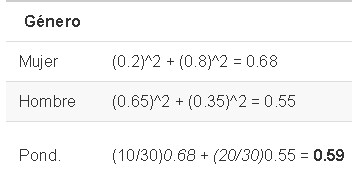 Género
Mujer (0.2)^2 + (0.8)^2 = 0.68
Hombre (0.65)^2 + (0.35)^2 = 0.55
Pond. (10/30)0.68 + (20/30)0.55 = 0.59